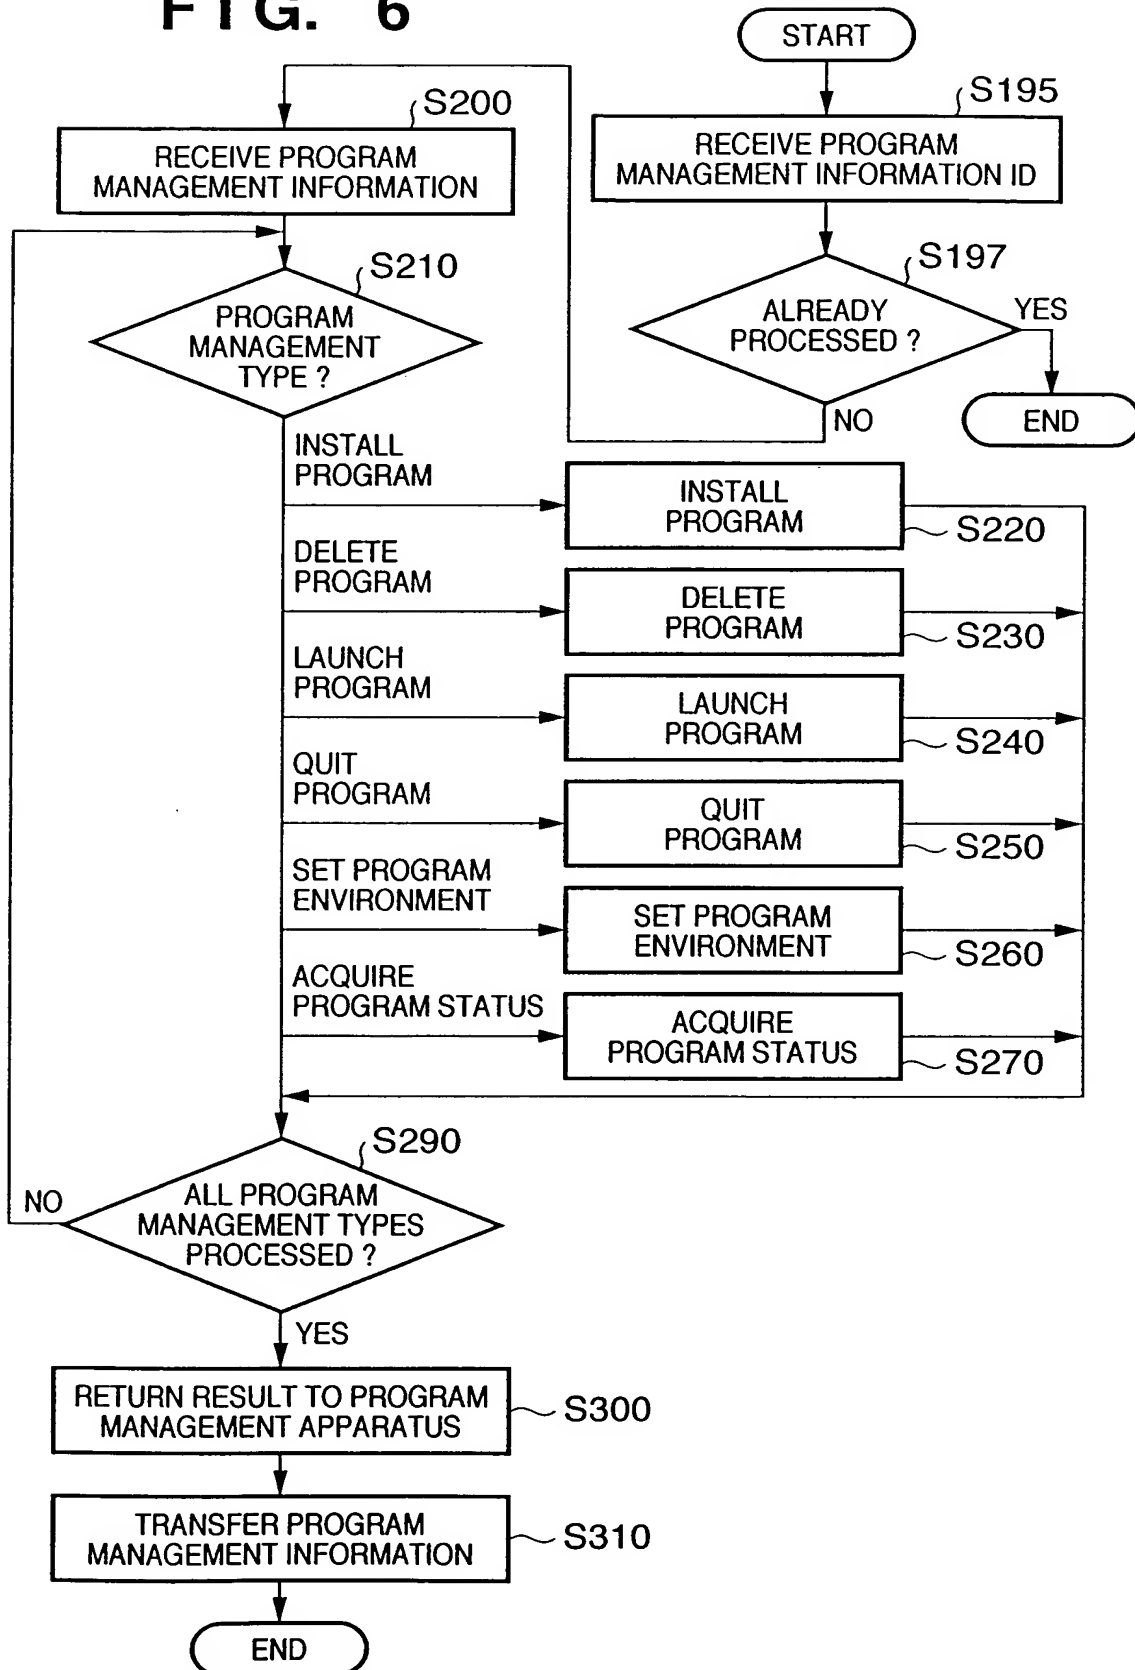 FIG. 6
START
S195
RECEIVE PROGRAM
MANAGEMENT INFORMATION ID
S197
ALREADY
PROCESSED ?
YES
END
NO
S200
RECEIVE PROGRAM
MANAGEMENT INFORMATION
S210
PROGRAM
MANAGEMENT
TYPE ?
INSTALL
PROGRAM
INSTALL
PROGRAM
S220
DELETE
PROGRAM
DELETE
PROGRAM
S230
LAUNCH
PROGRAM
LAUNCH
PROGRAM
S240
QUIT
PROGRAM
QUIT
PROGRAM
S250
SET PROGRAM
ENVIRONMENT
SET PROGRAM
ENVIRONMENT
S260
ACQUIRE
PROGRAM STATUS
ACQUIRE
PROGRAM STATUS
S270
S290
ALL PROGRAM
MANAGEMENT TYPES
PROCESSED ?
NO
YES
RETURN RESULT TO PROGRAM
MANAGEMENT APPARATUS
S300
TRANSFER PROGRAM
MANAGEMENT INFORMATION
S310
END